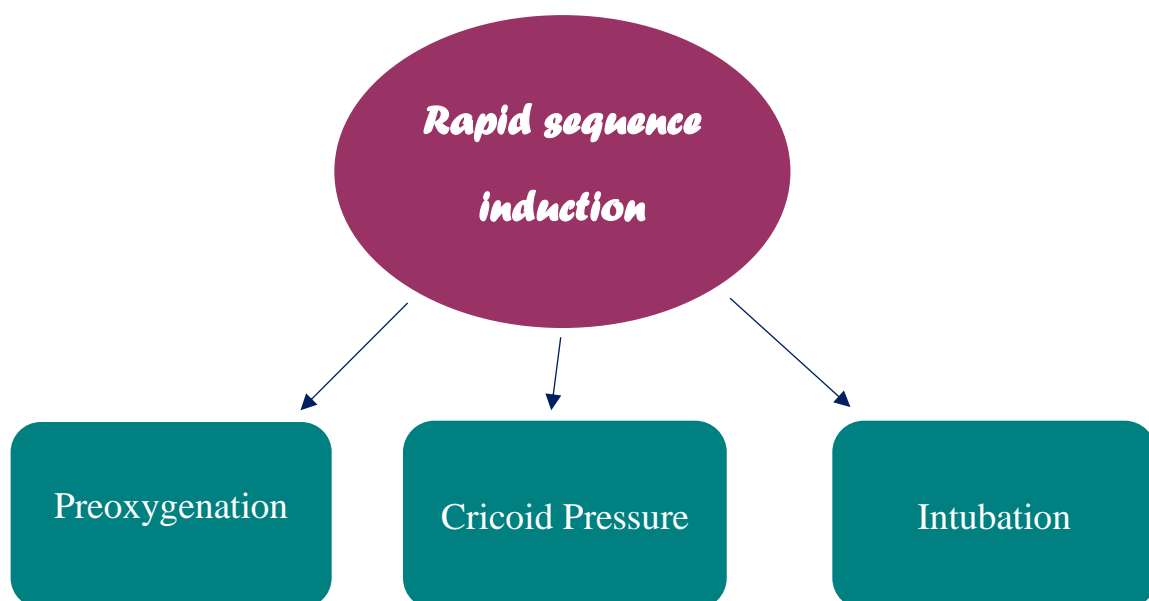 Rapid sequence
induction
Preoxygenation
Cricoid Pressure
Intubation